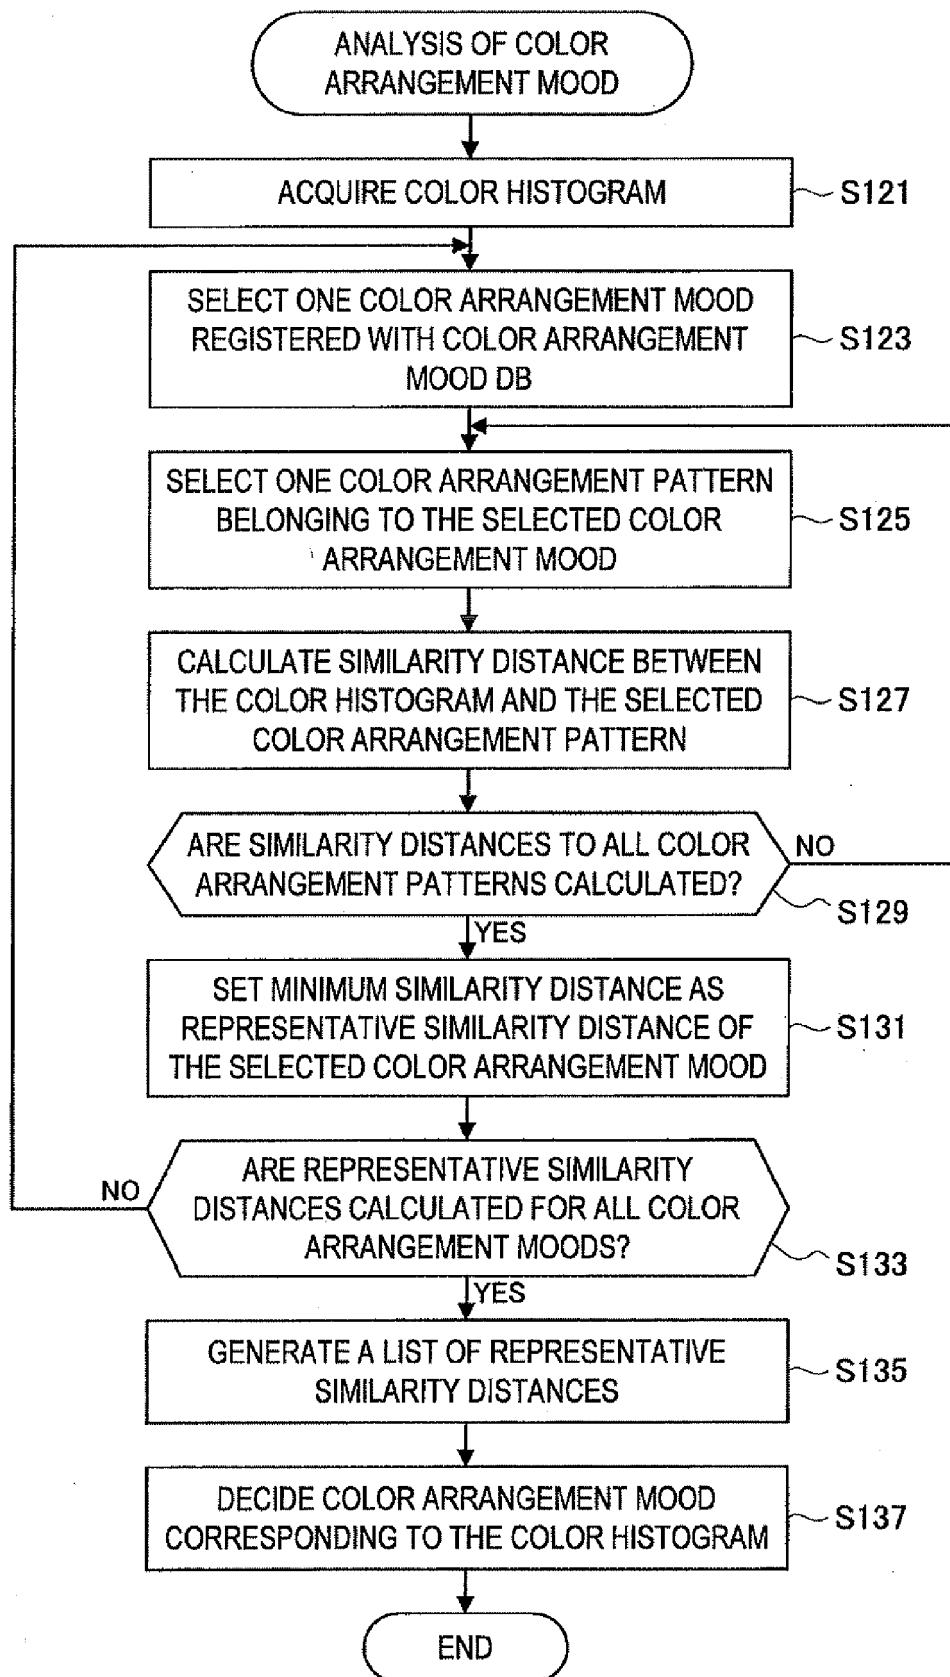 ANALYSIS OF COLOR
ARRANGEMENT MOOD
ACQUIRE COLOR HISTOGRAM
S121
SELECT ONE COLOR ARRANGEMENT MOOD
REGISTERED WITH COLOR ARRANGEMENT
MOOD DB
S123
SELECT ONE COLOR ARRANGEMENT PATTERN
BELONGING TO THE SELECTED COLOR
ARRANGEMENT MOOD
S125
CALCULATE SIMILARITY DISTANCE BETWEEN
THE COLOR HISTOGRAM AND THE SELECTED
COLOR ARRANGEMENT PATTERN
S127
ARE SIMILARITY DISTANCES TO ALL COLOR
ARRANGEMENT PATTERNS CALCULATED?
NO
S129
YES
SET MINIMUM SIMILARITY DISTANCE AS
REPRESENTATIVE SIMILARITY DISTANCE OF
THE SELECTED COLOR ARRANGEMENT MOOD
S131
ARE REPRESENTATIVE SIMILARITY
DISTANCES CALCULATED FOR ALL COLOR
ARRANGEMENT MOODS?
NO
S133
YES
GENERATE A LIST OF REPRESENTATIVE
SIMILARITY DISTANCES
S135
DECIDE COLOR ARRANGEMENT MOOD
CORRESPONDING TO THE COLOR HISTOGRAM
S137
END